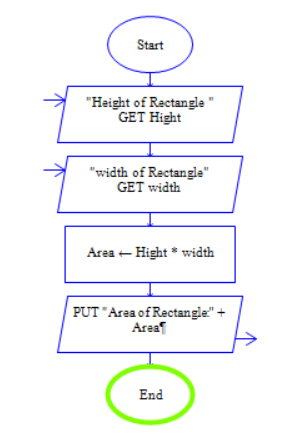 Start
"Height of Rectangle "
GET Hight
"width of Rectangle"
GET width
Area ← Hight * width
PUT "Area of Rectangle:" +
Area¶
End